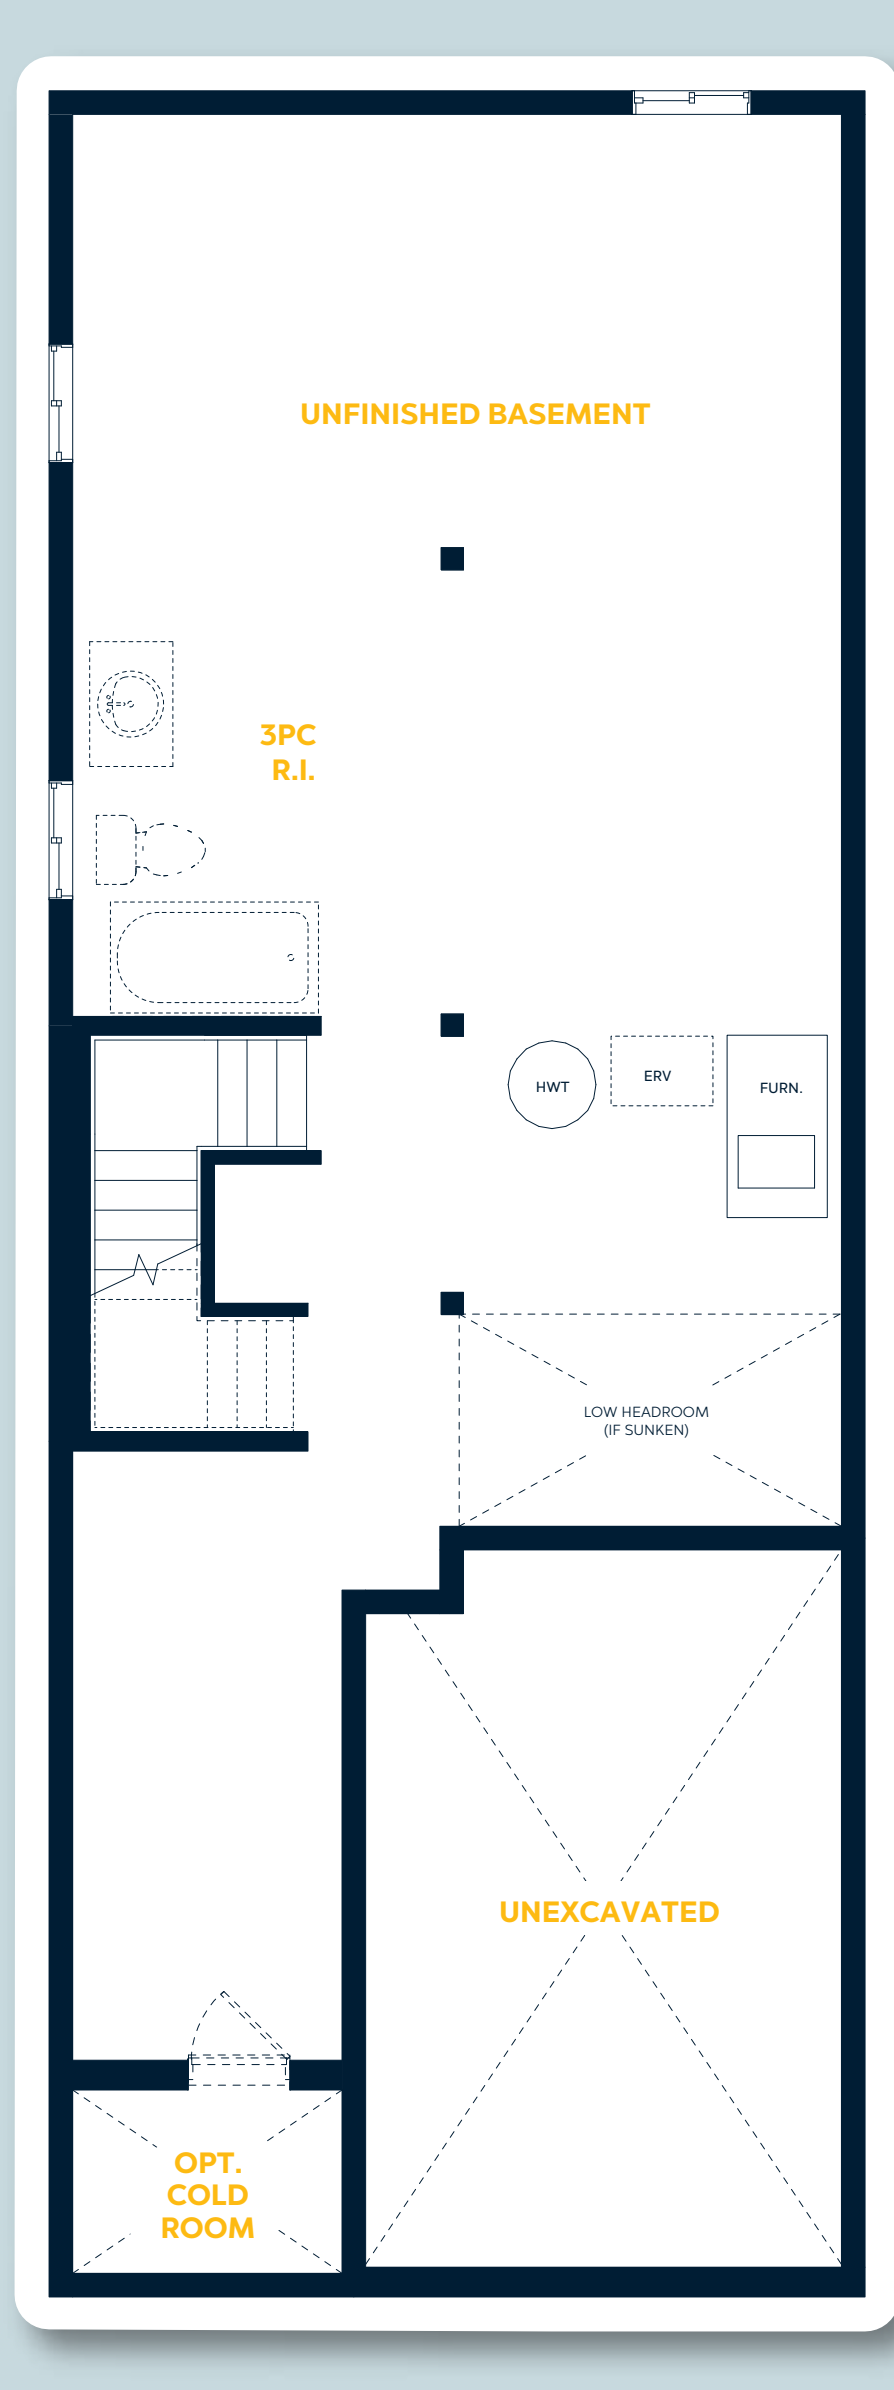 UNFINISHED BASEMENT
3PC
R.I.
HWT
ERV
FURN.
LOW HEADROOM
(IF SUNKEN)
UNEXCAVATED
OPT.
COLD
ROOM